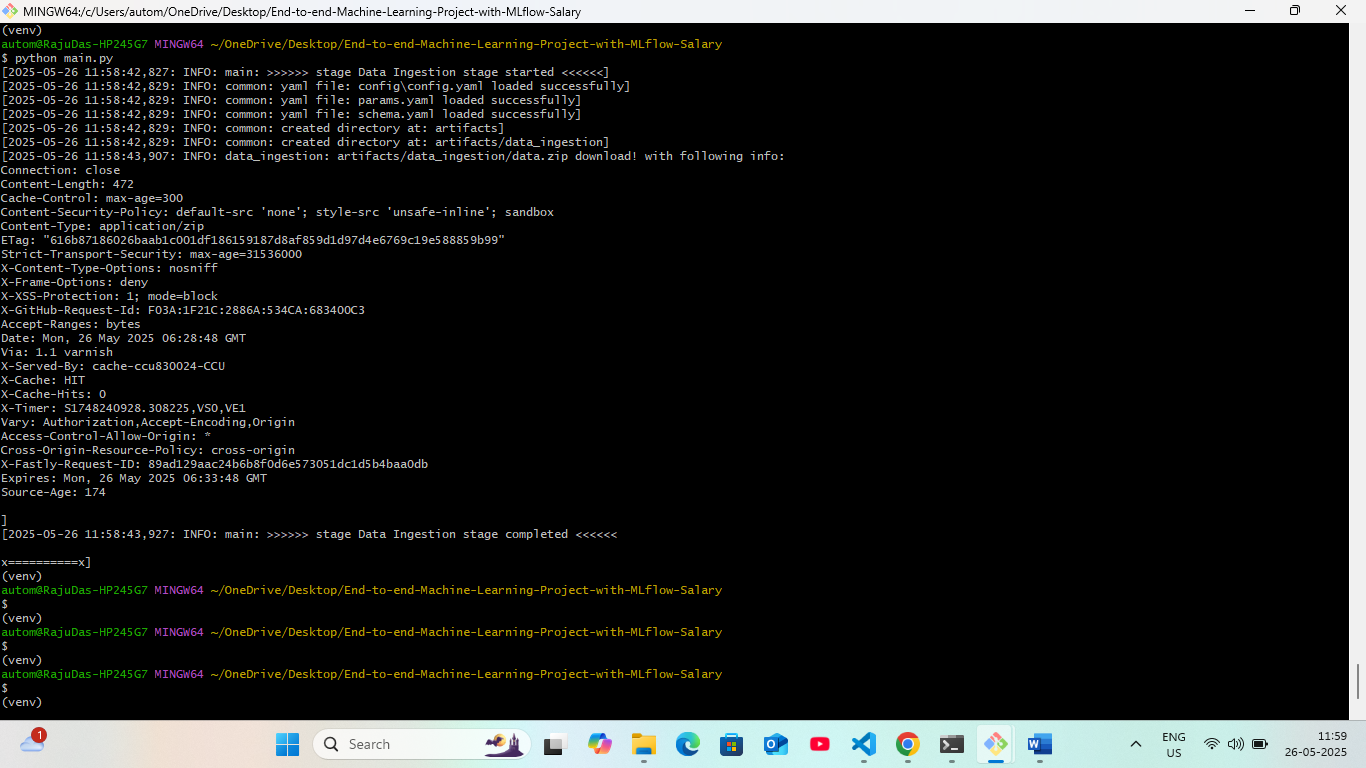 MINGW64:/c/Users/autom/OneDrive/Desktop/End-to-end-Machine-Learning-Project-with-MLflow-Salary
(venv)
autom@RajuDas-HP245G7 MINGW64 ~/OneDrive/Desktop/End-to-end-Machine-Learning-Project-with-MLflow-Salary
$ python main.py
[2025-05-26 11:58:42,827: INFO: main: >>>>>> stage Data Ingestion stage started <<<<<<]
[2025-05-26 11:58:42,829: INFO: common: yaml file: config\config.yaml loaded successfully]
[2025-05-26 11:58:42,829: INFO: common: yaml file: params.yaml loaded successfully]
[2025-05-26 11:58:42,829: INFO: common: yaml file: schema.yaml loaded successfully]
[2025-05-26 11:58:42,829: INFO: common: created directory at: artifacts]
[2025-05-26 11:58:42,829: INFO: common: created directory at: artifacts/data_ingestion]
[2025-05-26 11:58:43,907: INFO: data_ingestion: artifacts/data_ingestion/data.zip download! with following info:
Connection: close
Content-Length: 472
Cache-Control: max-age=300
Content-Security-Policy: default-src 'none'; style-src 'unsafe-inline'; sandbox
Content-Type: application/zip
ETag: "616b87186026baab1c001df186159187d8af859d1d97d4e6769c19e588859b99"
Strict-Transport-Security: max-age=31536000
X-Content-Type-Options: nosniff
X-Frame-Options: deny
X-XSS-Protection: 1; mode=block
X-GitHub-Request-Id: F03A:1F21C:2886A:534CA:683400C3
Accept-Ranges: bytes
Date: Mon, 26 May 2025 06:28:48 GMT
Via: 1.1 varnish
X-Served-By: cache-ccu830024-CCU
X-Cache: HIT
X-Cache-Hits: 0
X-Timer: S1748240928.308225,VS0,VE1
Vary: Authorization,Accept-Encoding,Origin
Access-Control-Allow-Origin: *
Cross-Origin-Resource-Policy: cross-origin
X-Fastly-Request-ID: 89ad129aac24b6b8f0d6e573051dc1d5b4baa0db
Expires: Mon, 26 May 2025 06:33:48 GMT
Source-Age: 174
]
[2025-05-26 11:58:43,927: INFO: main: >>>>>> stage Data Ingestion stage completed <<<<<<
x==========x]
(venv)
autom@RajuDas-HP245G7 MINGW64 ~/OneDrive/Desktop/End-to-end-Machine-Learning-Project-with-MLflow-Salary
$
(venv)
autom@RajuDas-HP245G7 MINGW64 ~/OneDrive/Desktop/End-to-end-Machine-Learning-Project-with-MLflow-Salary
$
(venv)
autom@RajuDas-HP245G7 MINGW64 ~/OneDrive/Desktop/End-to-end-Machine-Learning-Project-with-MLflow-Salary
$
(venv)
1
Search
ENG
US
11:59
26-05-2025